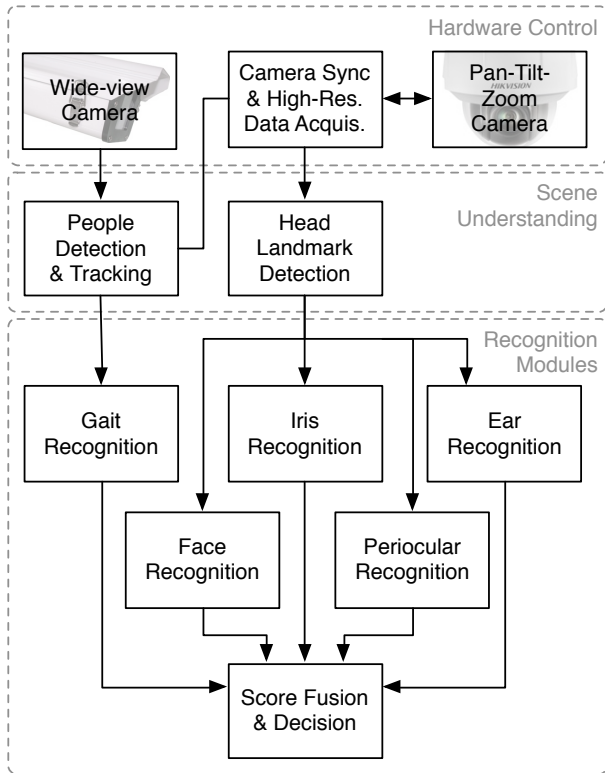 Hardware Control
Wide-view
Camera
Camera Sync
& High-Res.
Data Acquis.
Pan-Tilt-
Zoom
Camera
HIKVISION
Scene
Understanding
People
Detection
& Tracking
Head
Landmark
Detection
Recognition
Modules
Gait
Recognition
Iris
Recognition
Ear
Recognition
Face
Recognition
Periocular
Recognition
Score Fusion
& Decision